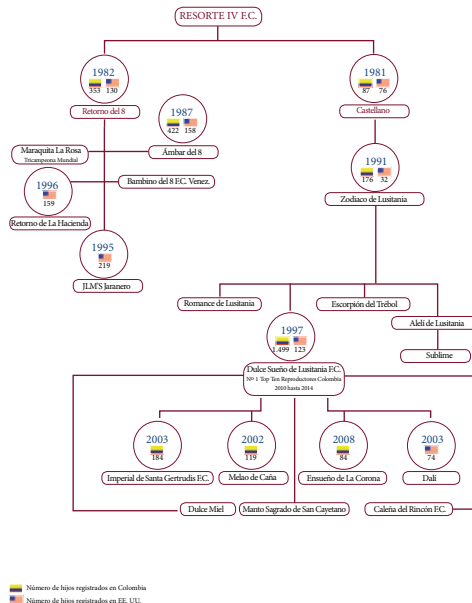 RESORTE IV F.C.
1982
353 130
Retorno del 8
1981
87 76
Castellano
1987
422 158
Ámbar del 8
Maraquita La Rosa
Tricampeona Mundial
Bambino del 8 F.C. Venez.
1996
159
Retorno de La Hacienda
1991
176 32
Zodiaco de Lusitania
1995
219
JLM'S Jaranero
Romance de Lusitania
Escorpión del Trébol
Alelí de Lusitania
Sublime
1997
1.499 123
Dulce Sueño de Lusitania F.C.
Nº 1 Top Ten Reproductores Colombia
2010 hasta 2014
2003
184
Imperial de Santa Gertrudis F.C.
2002
119
Melao de Caña
2008
84
Ensueño de La Corona
2003
74
Dalí
Dulce Miel
Manto Sagrado de San Cayetano
Caleña del Rincón F.C.
Número de hijos registrados en Colombia
Número de hijos registrados en EE. UU.